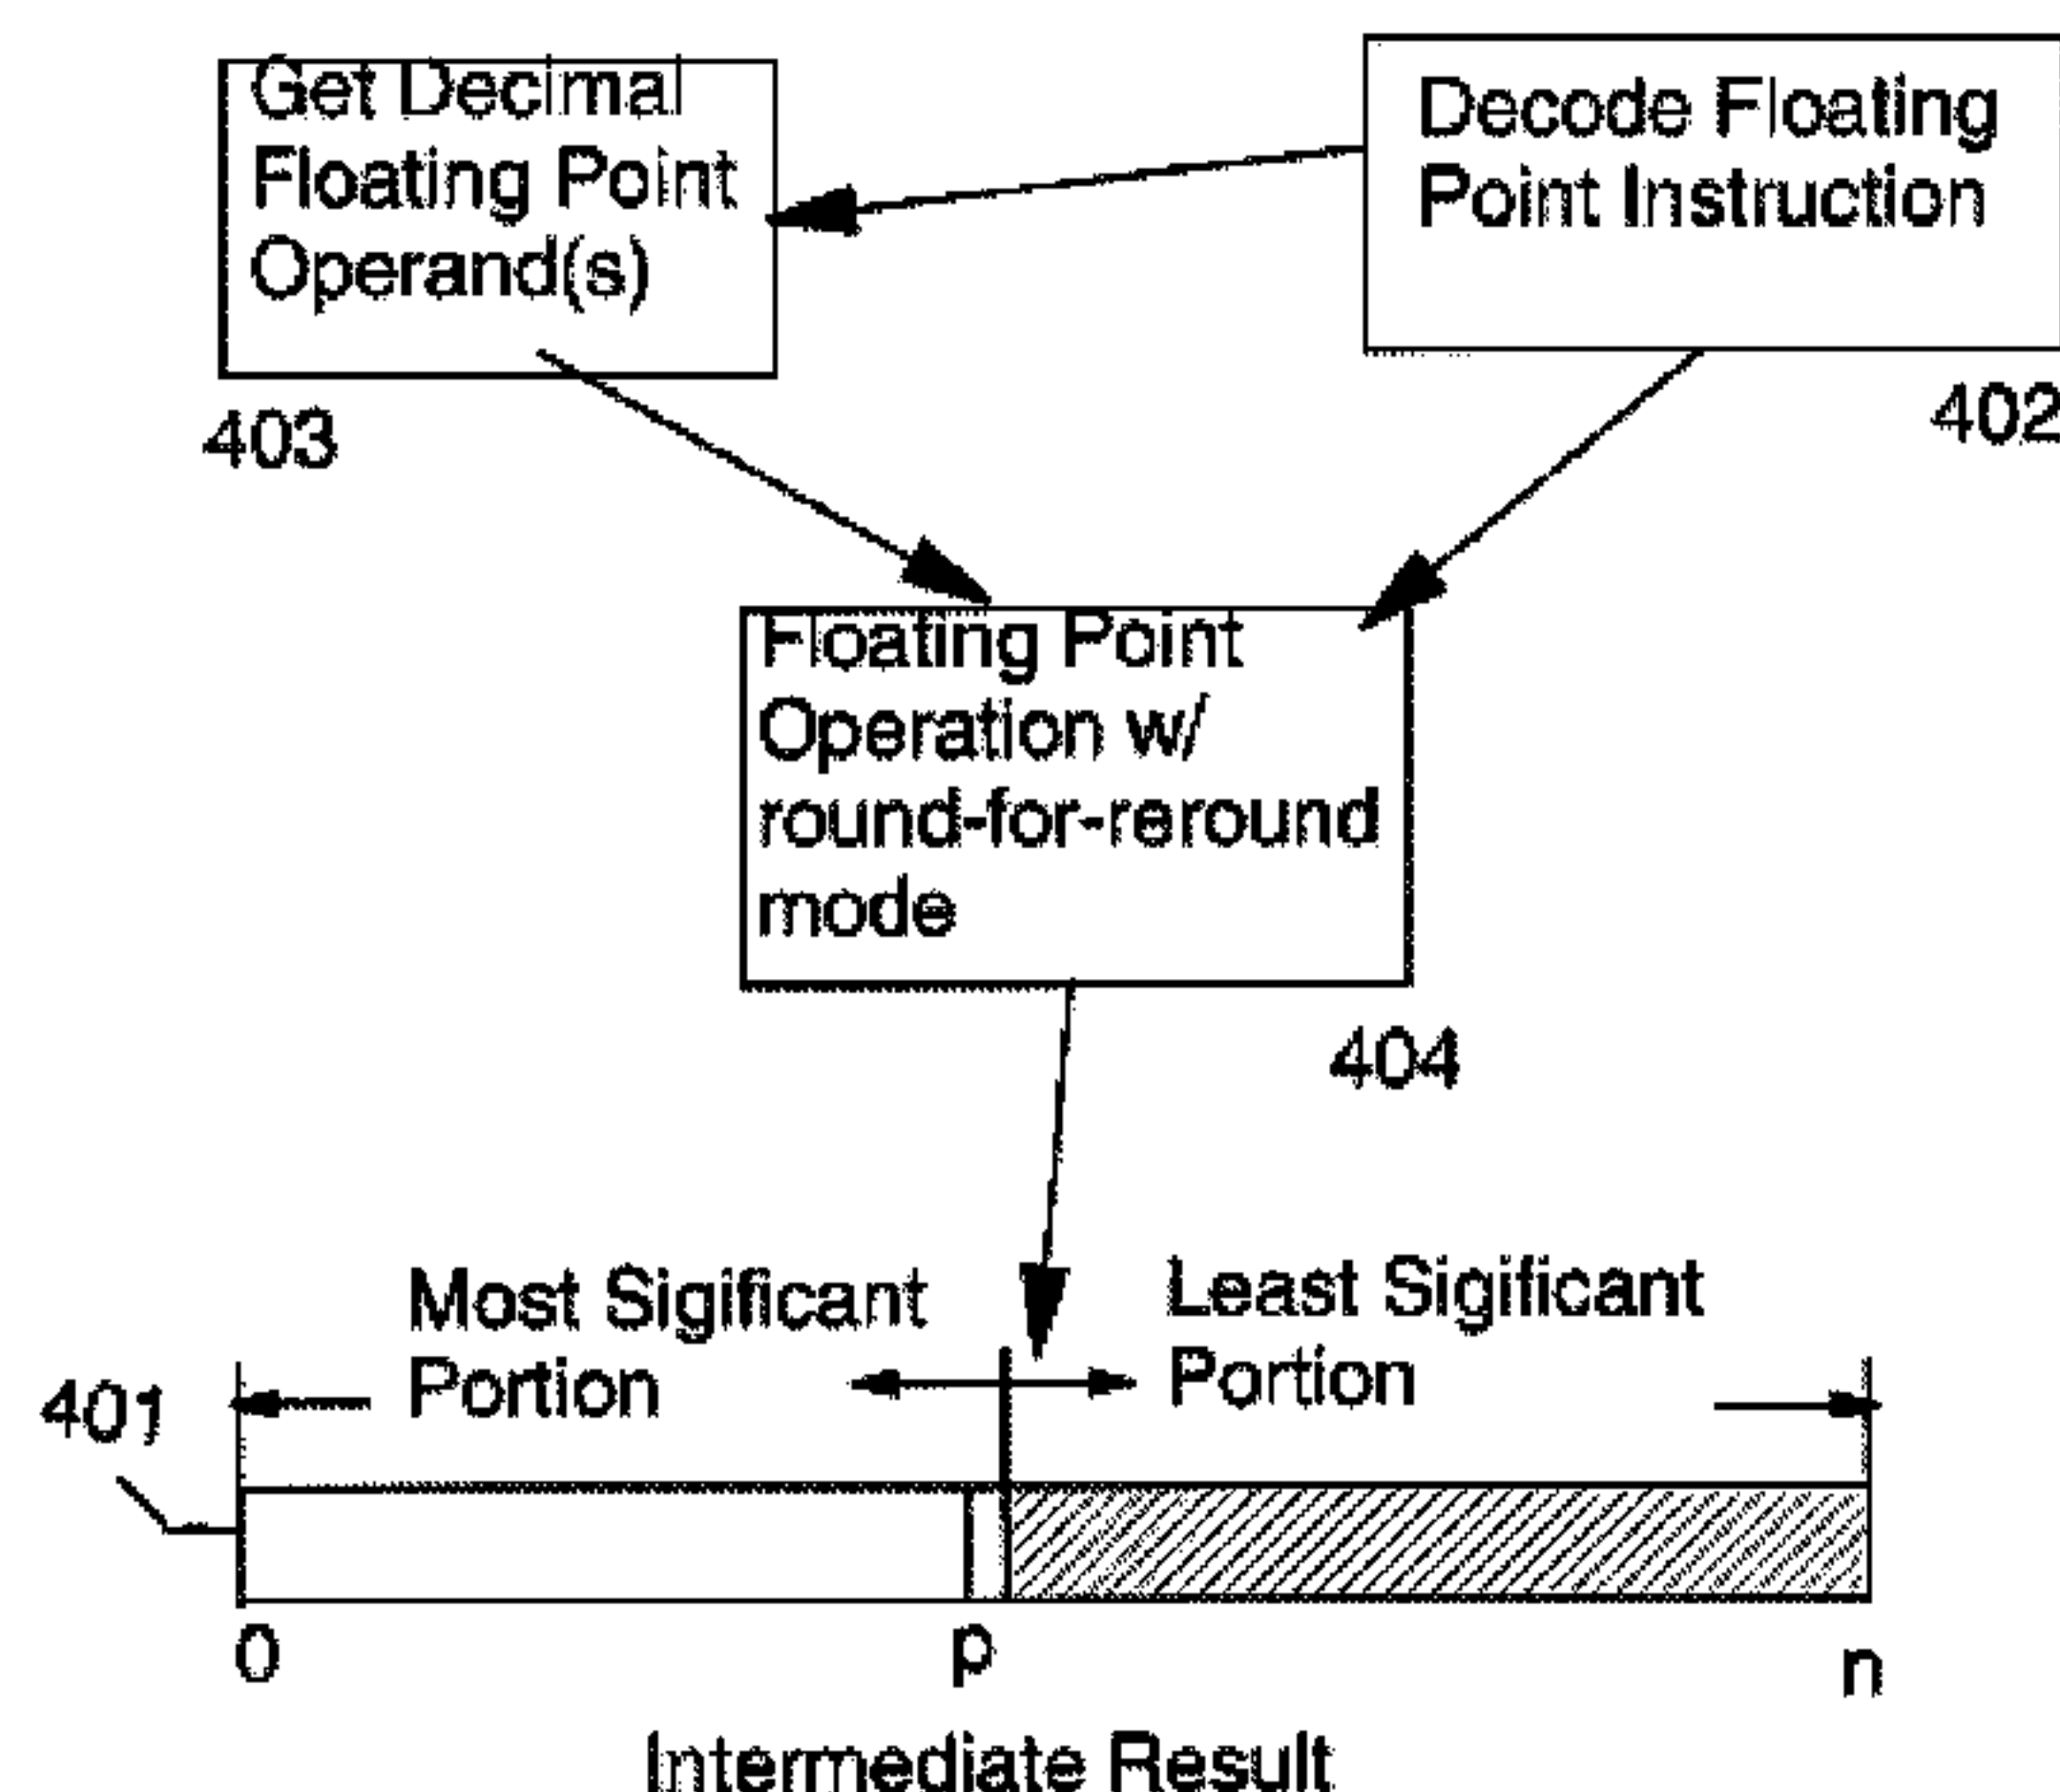 Get Decimal
Floating Point
Operand(s)
403
Decode Floating
Point Instruction
402
Floating Point
Operation w/
round-for-reround
mode
404
Most Sigificant
Portion
Least Sigificant
Portion
401
0
p
n
Intermediate Result